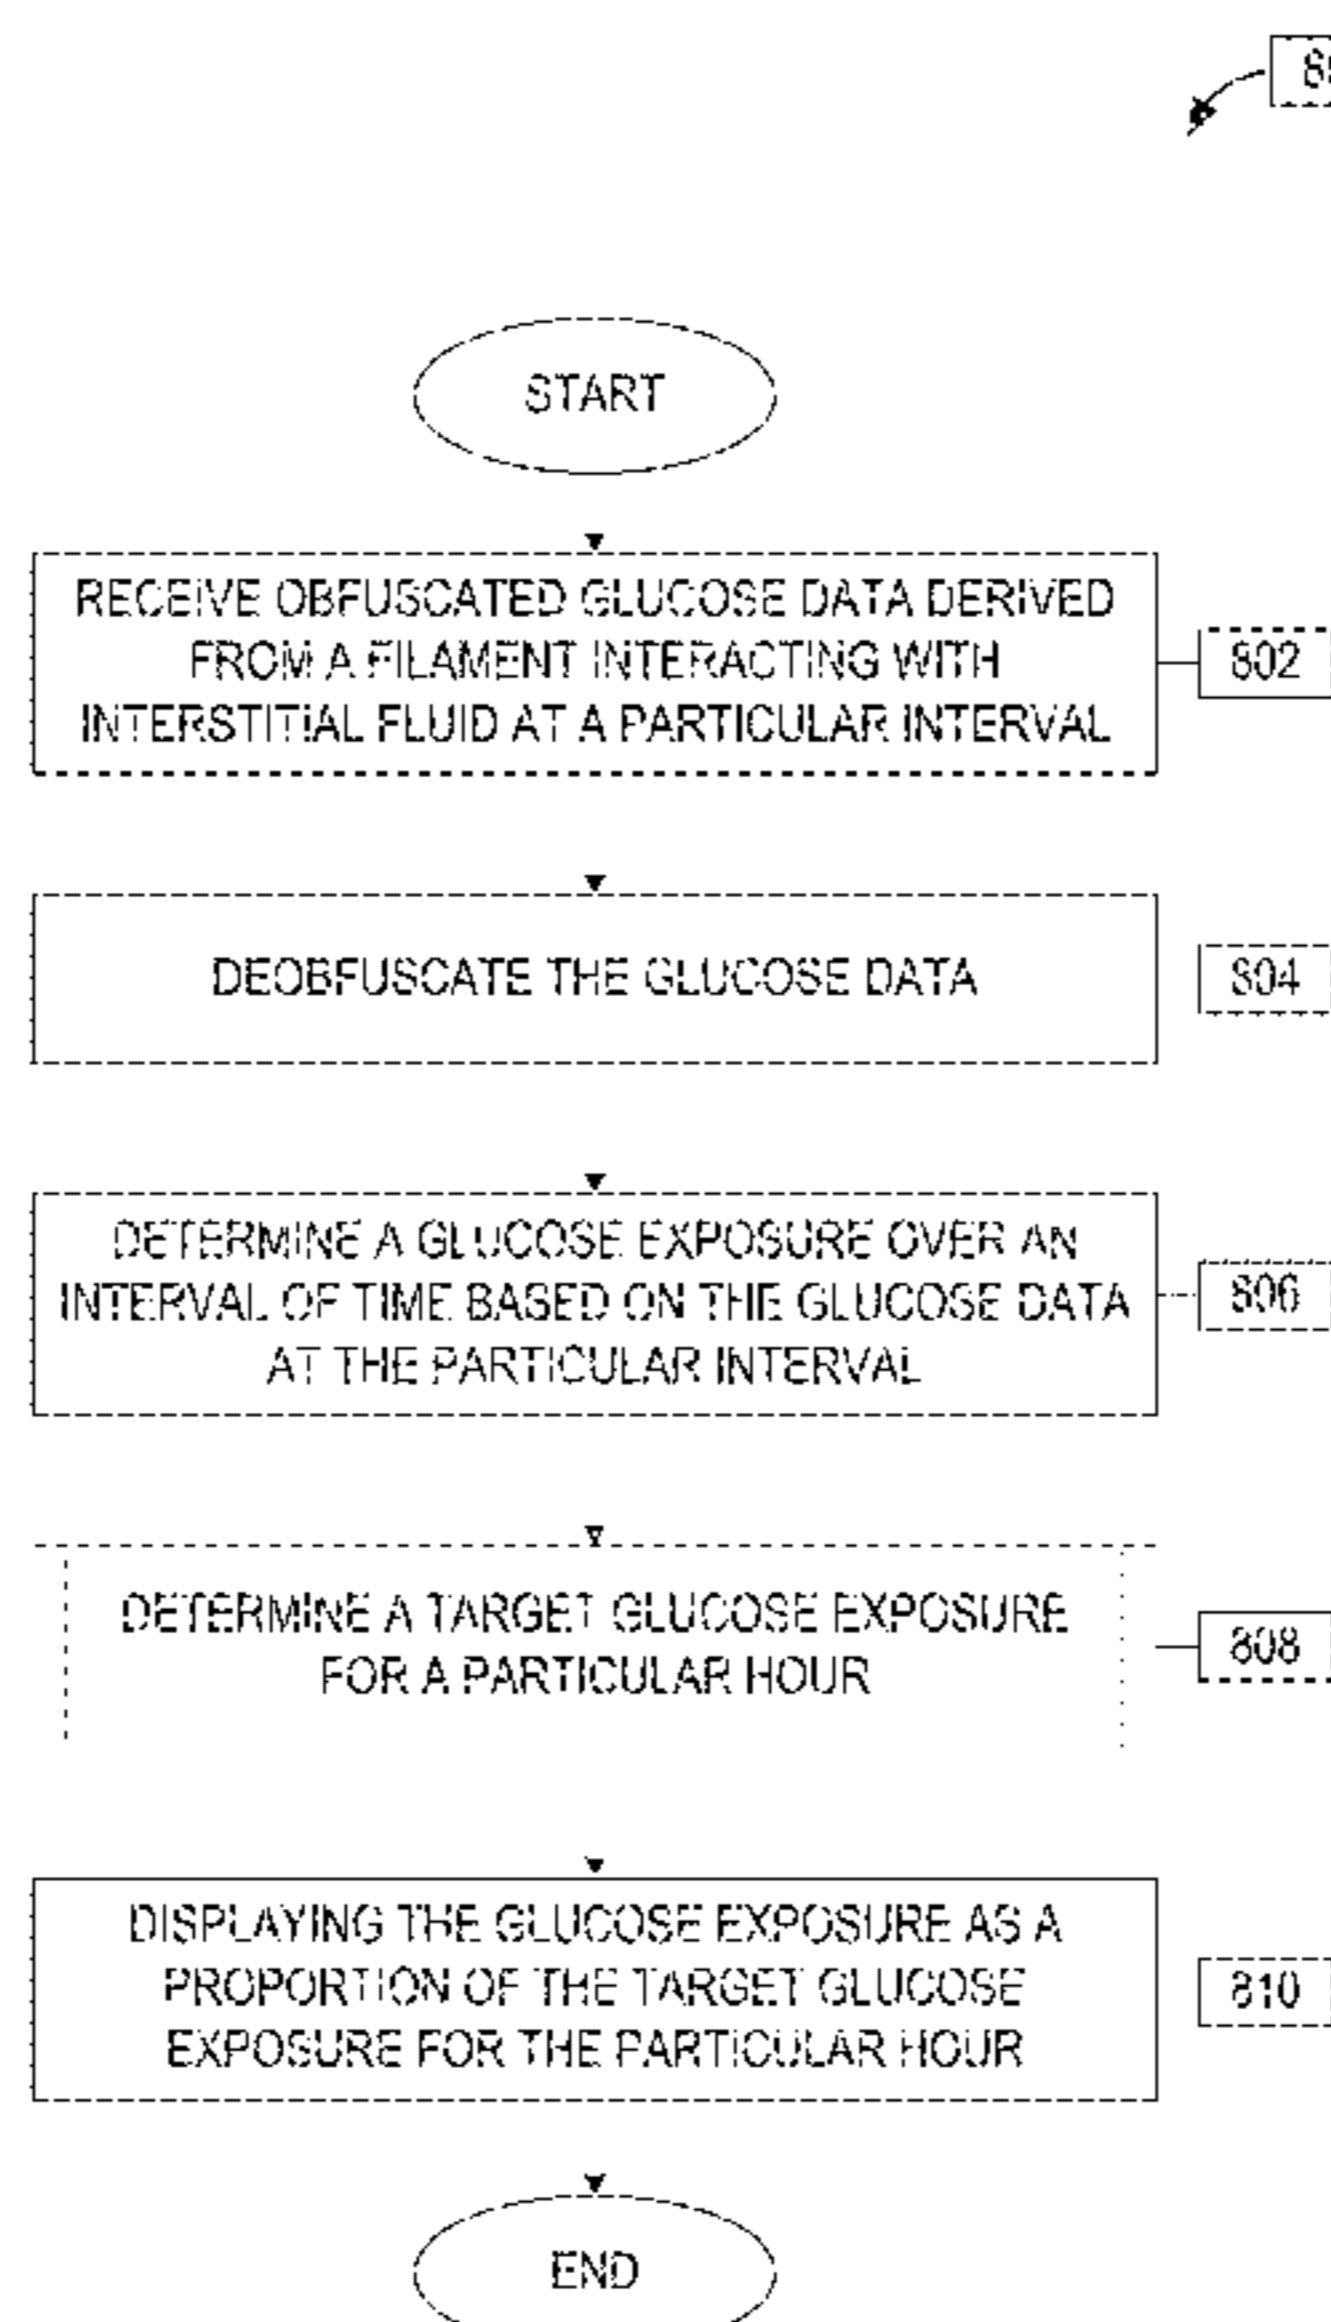 START
RECEIVE OBFUSCATED GLUCOSE DATA DERIVED
FROM A FILAMENT INTERACTING WITH
INTERSTITIAL FLUID AT A PARTICULAR INTERVAL
802
DEOBFUSCATE THE GLUCOSE DATA
804
DETERMINE A GLUCOSE EXPOSURE OVER AN
INTERVAL OF TIME BASED ON THE GLUCOSE DATA
AT THE PARTICULAR INTERVAL
806
DETERMINE A TARGET GLUCOSE EXPOSURE
FOR A PARTICULAR HOUR
808
DISPLAYING THE GLUCOSE EXPOSURE AS A
PROPORTION OF THE TARGET GLUCOSE
EXPOSURE FOR THE PARTICULAR HOUR
810
END